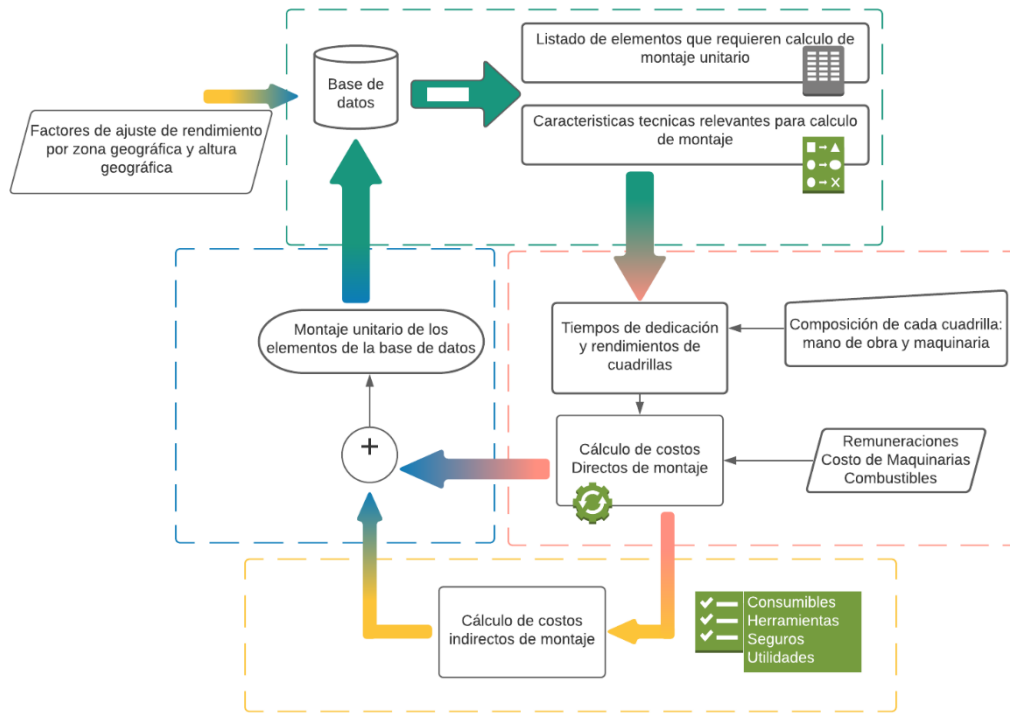 Base de
datos
Listado de elementos que requieren calculo de
montaje unitario
Caracteristicas tecnicas relevantes para calculo
de montaje
Factores de ajuste de rendimiento
por zona geográfica y altura
geográfica
Montaje unitario de los
elementos de la base de datos
+
Tiempos de dedicación
y rendimientos de
cuadrillas
Composición de cada cuadrilla:
mano de obra y maquinaria
Cálculo de costos
Directos de montaje
Remuneraciones
Costo de Maquinarias
Combustibles
Cálculo de costos
indirectos de montaje
Consumibles
Herramientas
Seguros
Utilidades